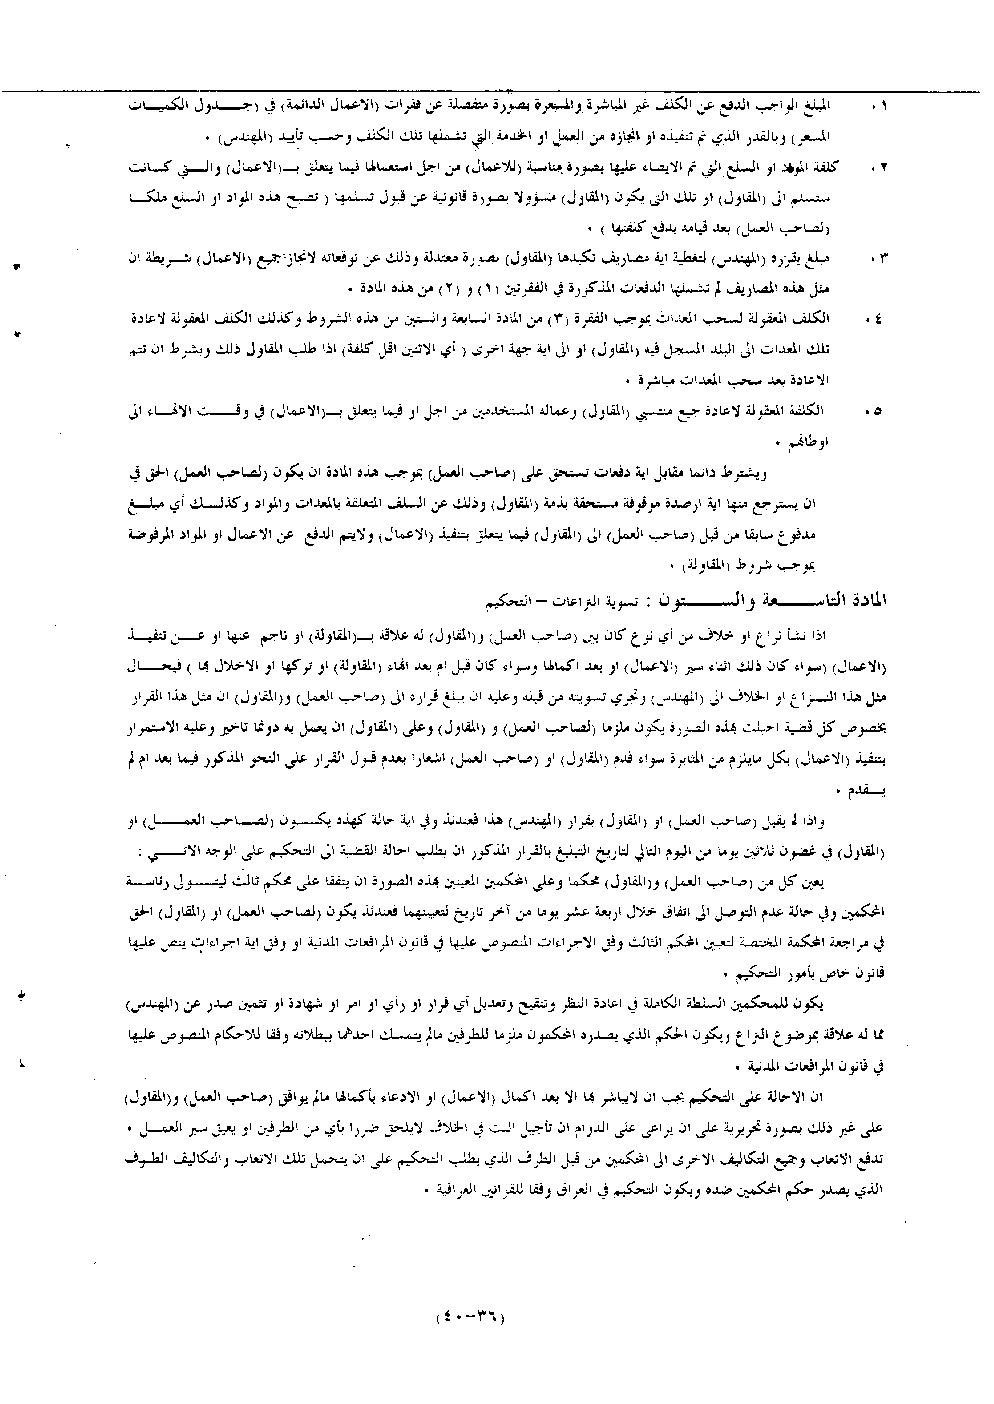 ١ . المبلغ الواجب الدفع عن الكلف غير المباشرة والمسعرة بصورة منفصلة عن فقرات (الاعمال الدائمة) في (جدول الكميات
المسعر) وبالقدر الذي تم تنفيذه او انجازه من العمل او الخدمة التي تشملها تلك الكلف وحسب تأييد (المهندس) .
٢ . كلفة المواد او السلع التي تم الايصاء عليها بصورة مناسبة (للاعمال) من اجل استعمالها فيما يتعلق بـ(الاعمال) والتي كانت
ستسلم الى (المقاول) او تلك التي يكون (المقاول) مسؤولا بصورة قانونية عن قبول تسلمها ( تصبح هذه المواد او السلع ملكا
(لصاحب العمل) بعد قيامه بدفع كلفتها ) .
٣ . مبلغ يقرره (المهندس) لتغطية اية مصاريف تكبدها (المقاول) بصورة معتدلة وذلك عن توقعاته لانجاز جميع (الاعمال) شريطة ان
مثل هذه المصاريف لم تشملها الدفعات المذكورة في الفقرتين (١) و (٢) من هذه المادة .
٤ . الكلف المعقولة لسحب المعدات بموجب الفقرة (٣) من المادة السابعة والستين من هذه الشروط وكذلك الكلف المعقولة لاعادة
تلك المعدات الى البلد المسجل فيه (المقاول) او الى اية جهة اخرى ( أي الاثنين اقل كلفة) اذا طلب المقاول ذلك وبشرط ان تتم
الاعادة بعد سحب المعدات مباشرة .
٥ . الكلفة المعقولة لاعادة جميع منتسبي (المقاول) وعماله المستخدمين من اجل او فيما يتعلق بـ(الاعمال) في وقت الانهاء الى
اوطانهم .
ويشترط دائما مقابل اية دفعات تستحق على (صاحب العمل) بموجب هذه المادة ان يكون (لصاحب العمل) الحق في
ان يسترجع منها اية ارصدة موقوفة مستحقة بذمة (المقاول) وذلك عن السلف المتعلقة بالمعدات والمواد وكذلك أي مبلغ
مدفوع سابقا من قبل (صاحب العمل) الى (المقاول) فيما يتعلق بتنفيذ (الاعمال) ولايتم الدفع عن الاعمال او المواد المرفوضة
بموجب شروط (المقاولة) .
المادة التاسعة والستون : تسوية النزاعات – التحكيم
اذا نشأ نزاع او خلاف من أي نوع كان بين (صاحب العمل) و(المقاول) له علاقة بـ(المقاولة) او ناجم عنها او عن تنفيذ
(الاعمال) (سواء كان ذلك اثناء سير (الاعمال) او بعد اكمالها وسواء كان قبل ام بعد انهاء (المقاولة) او تركها او الاخلال بها ) فيحال
مثل هذا النزاع او الخلاف الى (المهندس) وتجري تسويته من قبله وعليه ان يبلغ قراره الى (صاحب العمل) و(المقاول) ان مثل هذا القرار
بخصوص كل قضية احيلت بهذه الصورة يكون ملزما (لصاحب العمل) و (المقاول) وعلى (المقاول) ان يعمل به دونما تاخير وعليه الاستمرار
بتنفيذ (الاعمال) بكل مايلزم من المثابرة سواء قدم (المقاول) او (صاحب العمل) اشعارا بعدم قبول القرار على النحو المذكور فيما بعد ام لم
يقدم .
واذا لم يقبل (صاحب العمل) او (المقاول) بقرار (المهندس) هذا فعندئذ وفي اية حالة كهذه يكون (لصاحب العمل) او
(المقاول) في غضون ثلاثين يوما من اليوم التالي لتاريخ التبليغ بالقرار المذكور ان يطلب احالة القضية الى التحكيم على الوجه الاتي :
يعين كل من (صاحب العمل) و(المقاول) محكما وعلى المحكمين المعينين بهذه الصورة ان يتفقا على محكم ثالث ليتولى رئاسة
المحكمين وفي حالة عدم التوصل الى اتفاق خلال اربعة عشر يوما من آخر تاريخ لتعيينهما فعندئذ يكون (لصاحب العمل) او (المقاول) الحق
في مراجعة المحكمة المختصة لتعيين المحكم الثالث وفق الاجراءات المنصوص عليها في قانون المرافعات المدنية او وفق اية اجراءات ينص عليها
قانون خاص بأمور التحكيم .
يكون للمحكمين السلطة الكاملة في اعادة النظر وتنقيح وتعديل أي قرار او رأي او امر او شهادة او تثمين صدر عن (المهندس)
مما له علاقة بموضوع النزاع ويكون الحكم الذي يصدره المحكمون ملزما للطرفين مالم يتمسك احدهما ببطلانه وفقا للاحكام المنصوص عليها
في قانون المرافعات المدنية .
ان الاحالة على التحكيم يجب ان لايباشر بها الا بعد اكمال (الاعمال) او الادعاء بأكمالها مالم يوافق (صاحب العمل) و(المقاول)
على غير ذلك بصورة تحريرية على ان يراعى على الدوام ان تأجيل البت في الخلاف لايلحق ضررا بأي من الطرفين او يعيق سير العمل .
تدفع الاتعاب وجميع التكاليف الاخرى الى المحكمين من قبل الطرف الذي يطلب التحكيم على ان يتحمل تلك الاتعاب والتكاليف الطرف
الذي يصدر حكم المحكمين ضده ويكون التحكيم في العراق وفقا للقوانين العراقية .
(٣٦-٤٠)